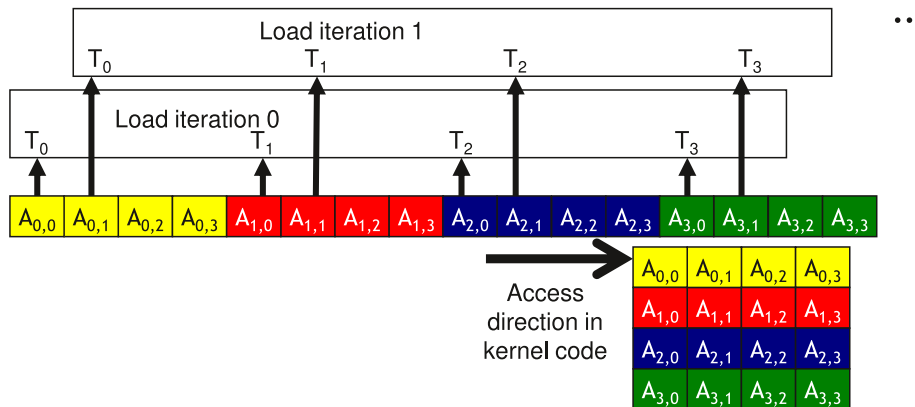 ..
Load iteration 1
T0 T1 T2 T3
Load iteration 0
T0 T1 T2 T3
A0,0 A0,1 A0,2 A0,3 A1,0 A1,1 A1,2 A1,3 A2,0 A2,1 A2,2 A2,3 A3,0 A3,1 A3,2 A3,3
Access
direction in
kernel code
A0,0 A0,1 A0,2 A0,3
A1,0 A1,1 A1,2 A1,3
A2,0 A2,1 A2,2 A2,3
A3,0 A3,1 A3,2 A3,3